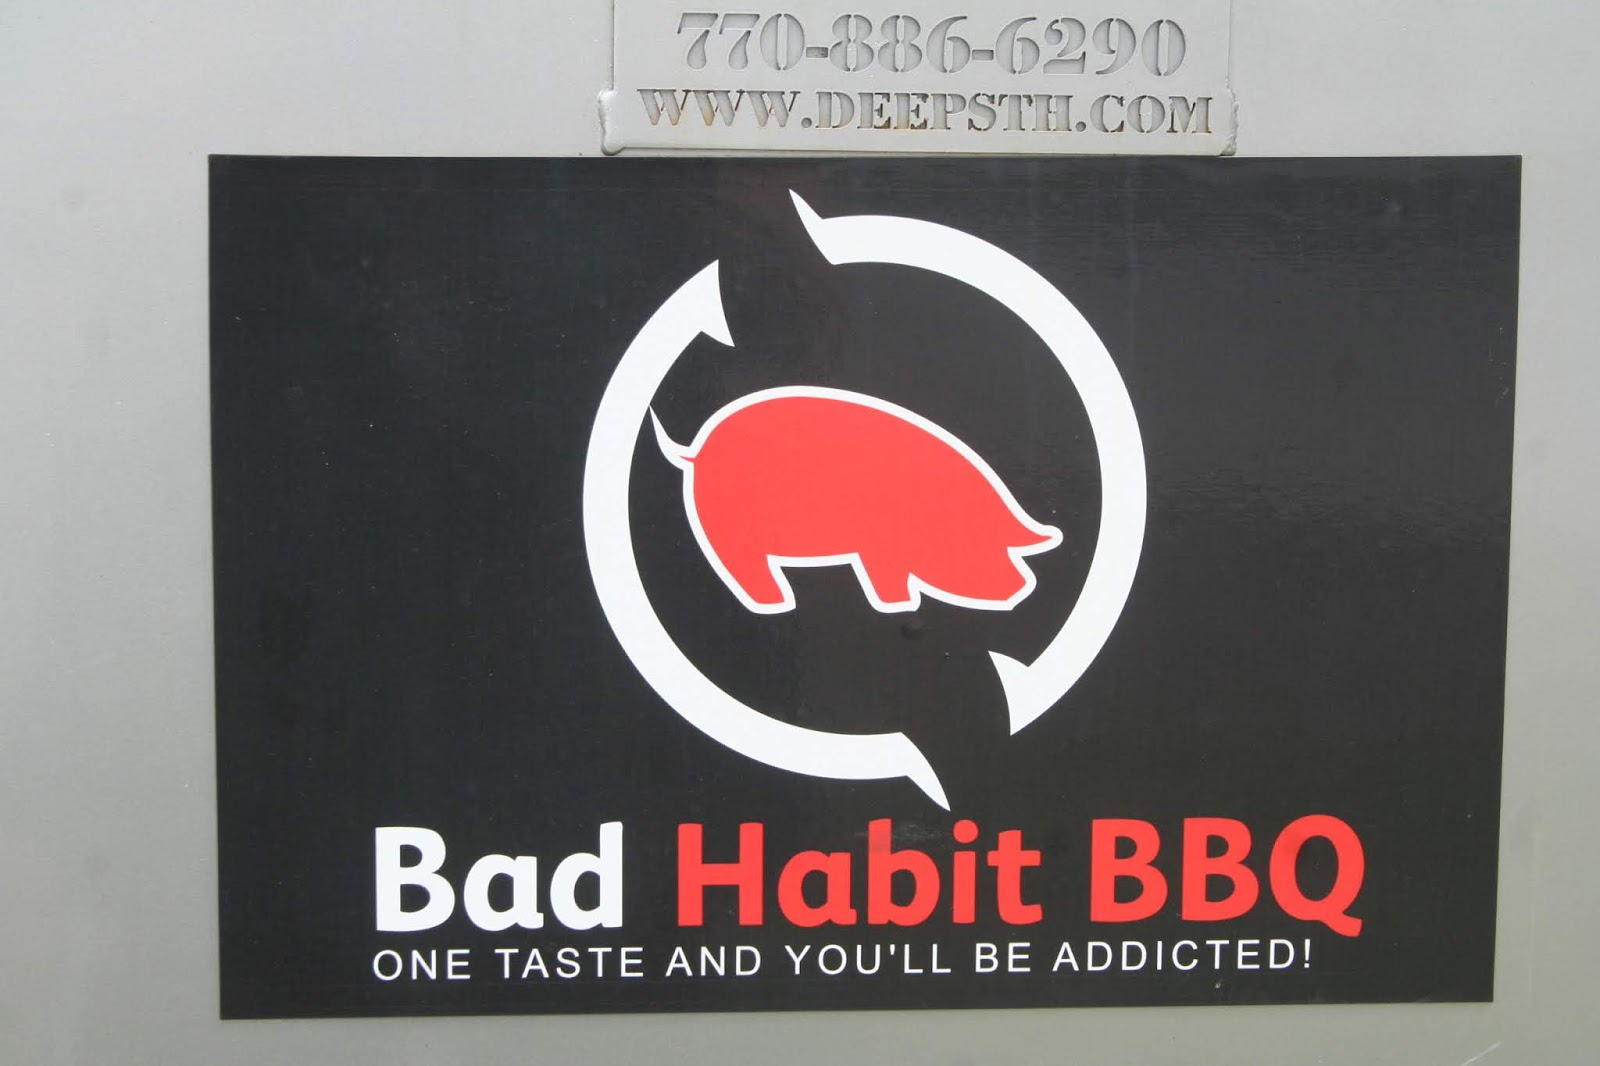 770-886-6290
WWW.DEEPSTH.COM
Bad Habit BBQ
ONE TASTE AND YOU'LL BE ADDICTED!